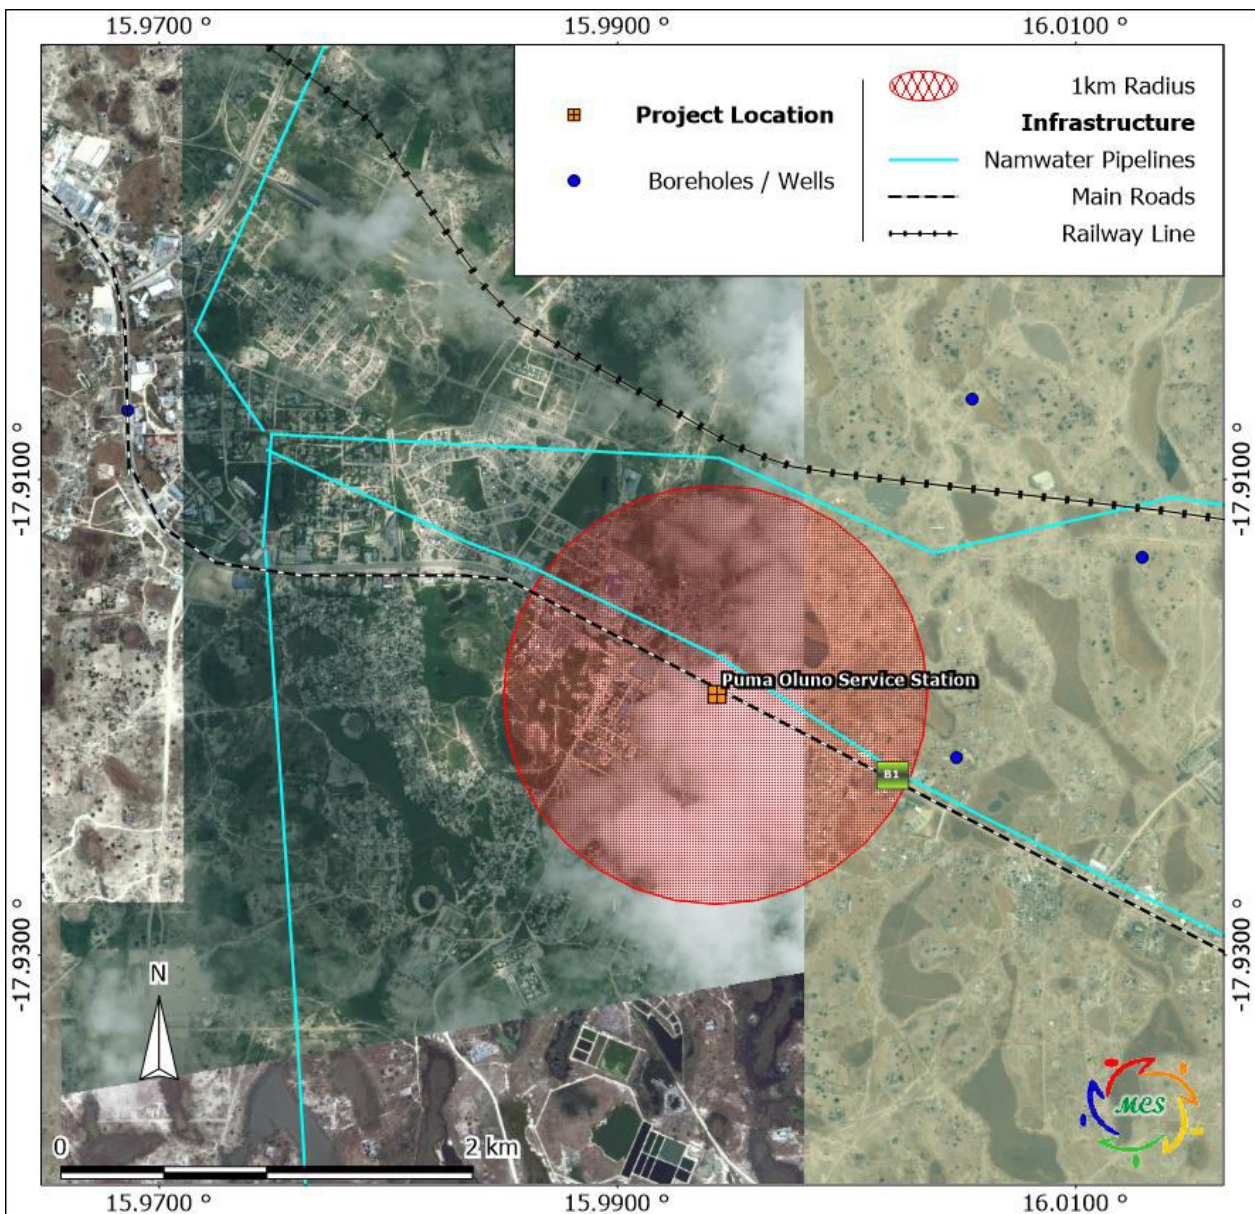 15.9700 °
15.9900 °
16.0100 °
Project Location
Boreholes / Wells
1km Radius
Infrastructure
Namwater Pipelines
Main Roads
Railway Line
-17.9100 °
-17.9100 °
Puma Oluno Service Station
B1
-17.9300 °
-17.9300 °
N
MCS
0
2 km
15.9700 °
15.9900 °
16.0100 °